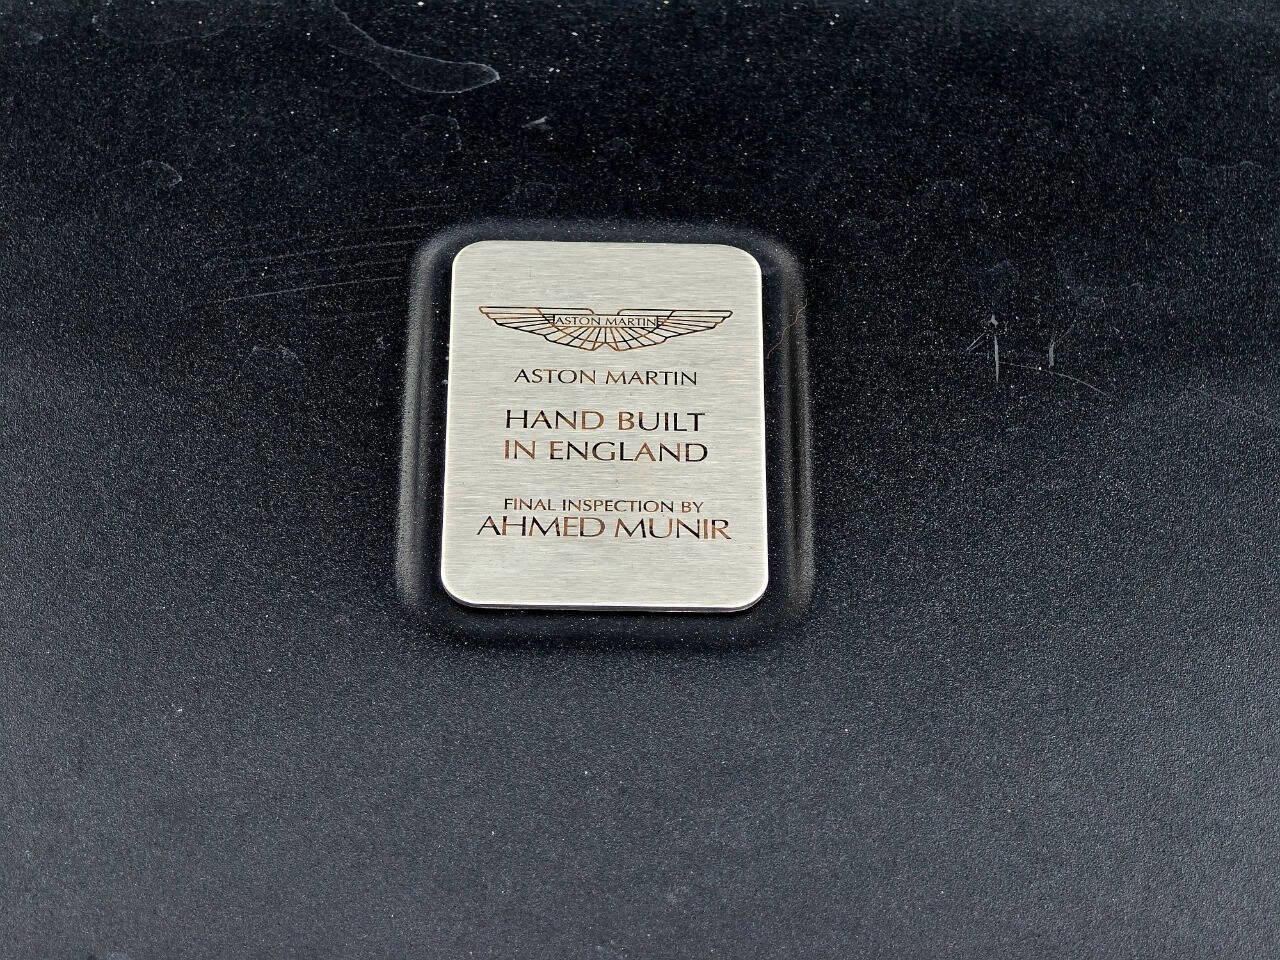 ASTON MARTIN
ASTON MARTIN
HAND BUILT
IN ENGLAND
FINAL INSPECTION BY
AHMED MUNIR